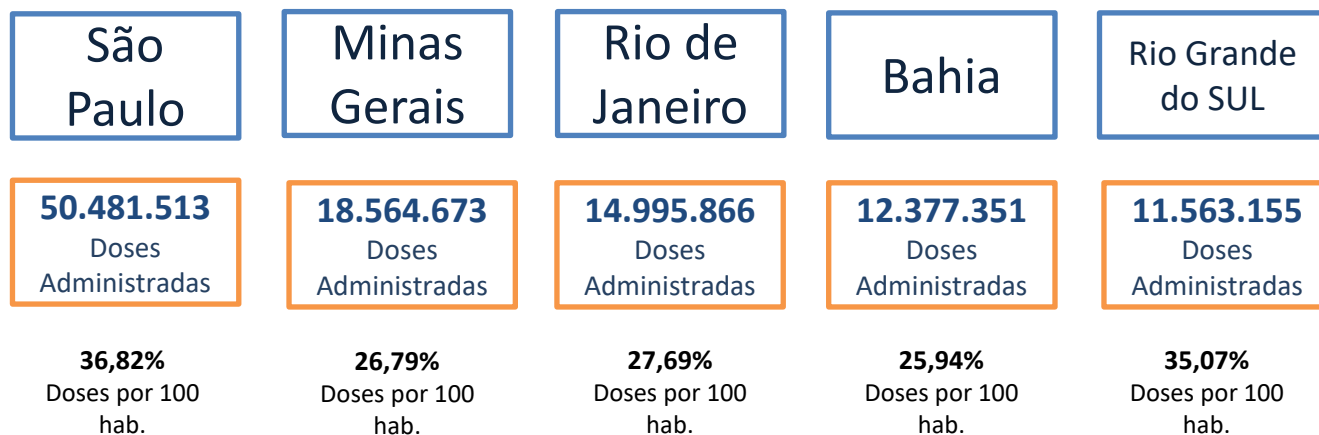 São
Paulo
Minas
Gerais
Rio de
Janeiro
Bahia
Rio Grande
do SUL
50.481.513
Doses
Administradas
18.564.673
Doses
Administradas
14.995.866
Doses
Administradas
12.377.351
Doses
Administradas
11.563.155
Doses
Administradas
36,82%
Doses por 100
hab.
26,79%
Doses por 100
hab.
27,69%
Doses por 100
hab.
25,94%
Doses por 100
hab.
35,07%
Doses por 100
hab.